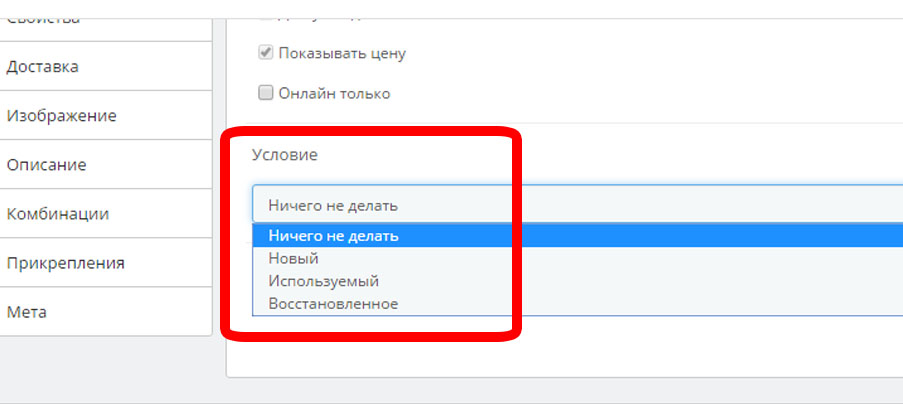 Свойства
Доставка
Изображение
Описание
Комбинации
Прикрепления
Мета
Показывать цену
Онлайн только
Условие
Ничего не делать
Ничего не делать
Новый
Используемый
Восстановленное